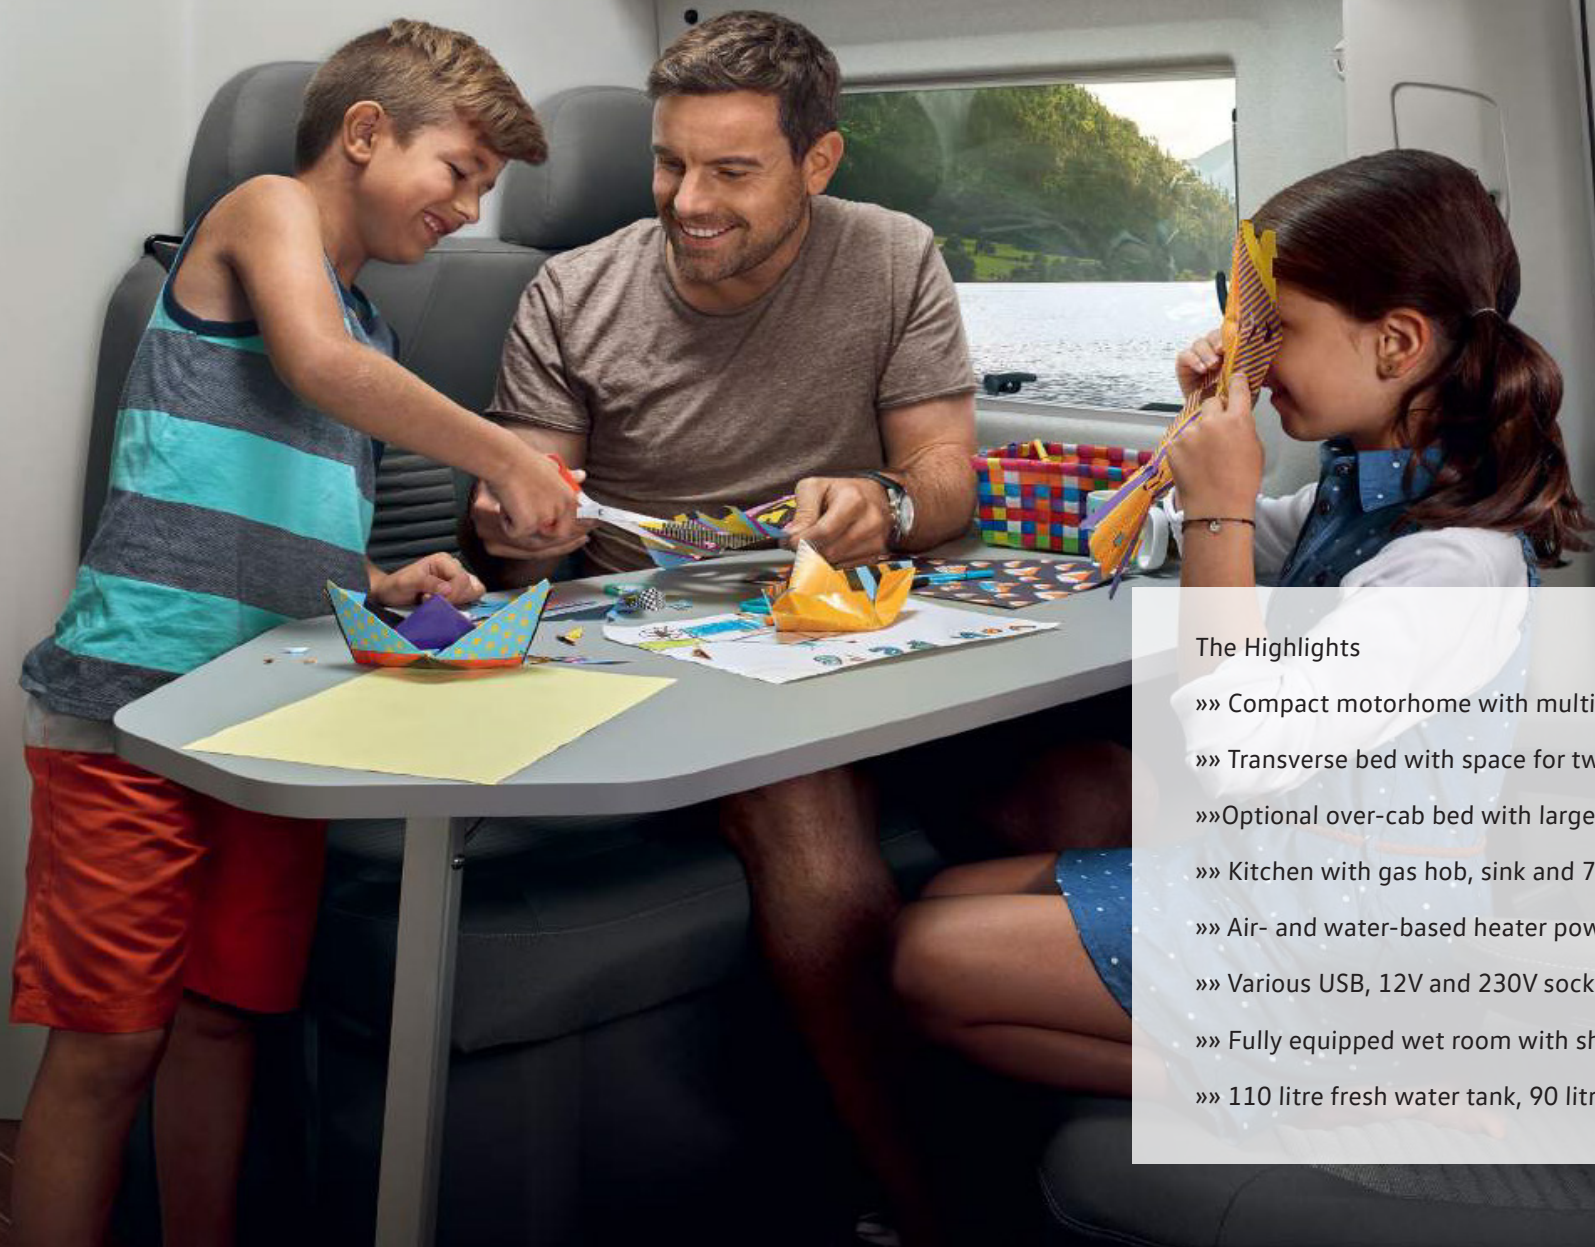 The Highlights
»» Compact motorhome with multi
»» Transverse bed with space for tw
»»Optional over-cab bed with large
»» Kitchen with gas hob, sink and 7
»» Air- and water-based heater pow
»» Various USB, 12V and 230V sock
»» Fully equipped wet room with sh
»» 110 litre fresh water tank, 90 litr